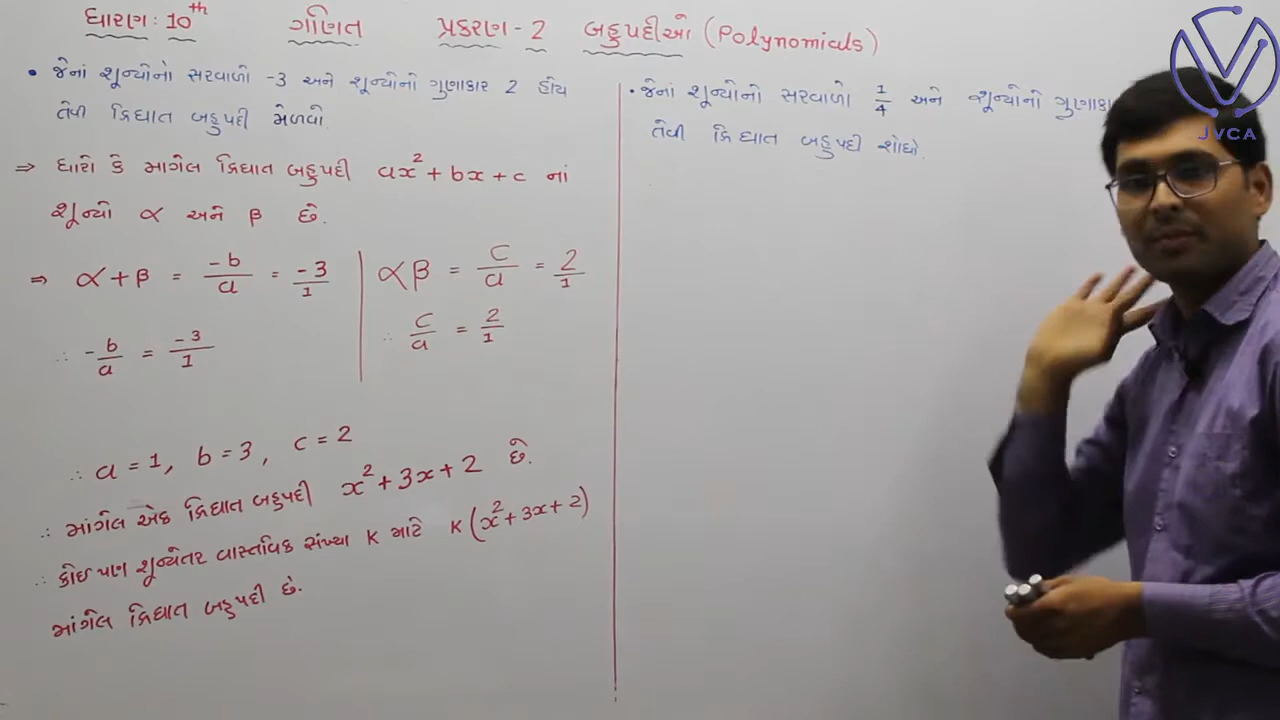 ધોરણ: 10th ગણિત પ્રકરણ - 2 બહુપદીઓ (Polynomials)
• જેનાં શૂન્યોનો સરવાળો -3 અને શૂન્યોનો ગુણાકાર 2 હોય
તેવી દ્વિઘાત બહુપદી મેળવો.
⇒ ધારો કે માંગેલ દ્વિઘાત બહુપદી ax² + bx + c નાં
શૂન્યો α અને β છે.
⇒ α + β = -b/a = -3/1
∴ -b/a = -3/1
αβ = c/a = 2/1
∴ c/a = 2/1
∴ a = 1, b = 3, c = 2
∴ માંગેલ એક દ્વિઘાત બહુપદી x² + 3x + 2 છે.
∴ કોઈ પણ શૂન્યેતર વાસ્તવિક સંખ્યા K માટે K(x² + 3x + 2)
માંગેલ દ્વિઘાત બહુપદી છે.
• જેનાં શૂન્યોનો સરવાળો 1/4 અને શૂન્યોનો
તેવી દ્વિઘાત બહુપદી શોધો.
JVCA